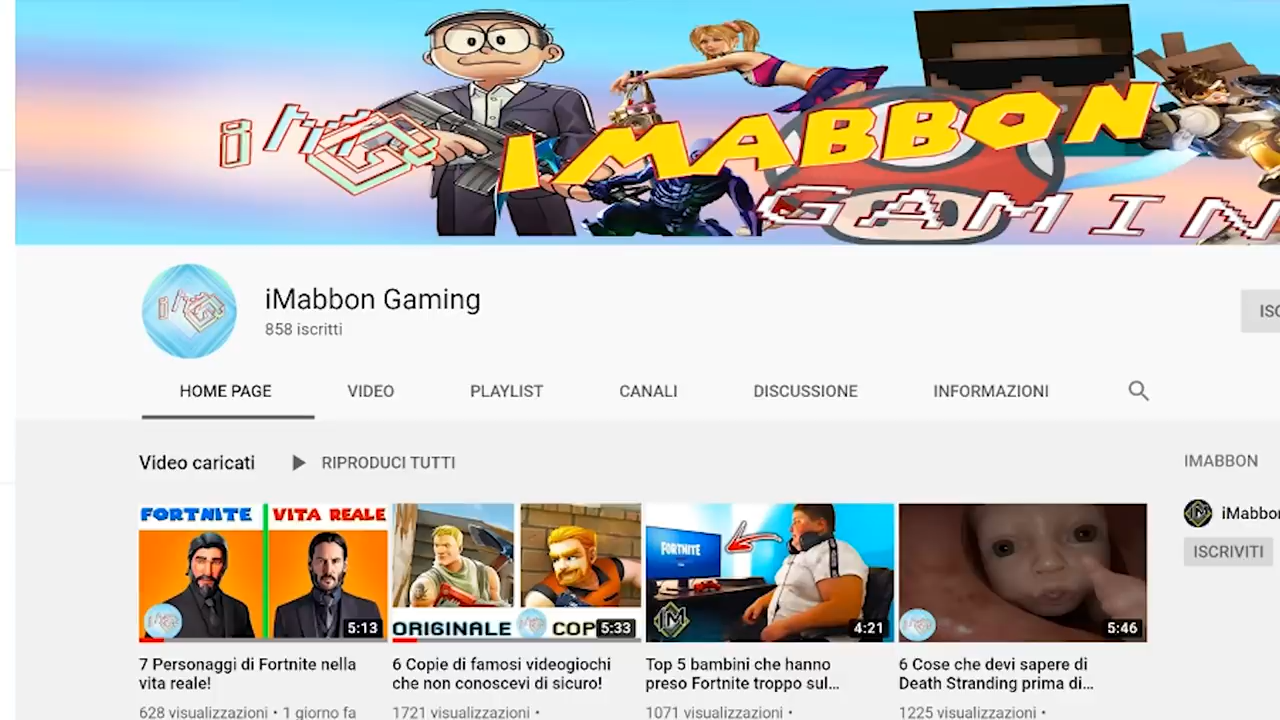 iMG
IMABBON
GAMIN
iMabbon Gaming
858 iscritti
ISC
HOME PAGE
VIDEO
PLAYLIST
CANALI
DISCUSSIONE
INFORMAZIONI
Video caricati
RIPRODUCI TUTTI
IMABBON
iMabbon
ISCRIVITI
FORTNITE
VITA REALE
5:13
ORIGINALE
COP
5:33
FORTNITE
4:21
5:46
7 Personaggi di Fortnite nella
vita reale!
628 visualizzazioni • 1 giorno fa
6 Copie di famosi videogiochi
che non conoscevi di sicuro!
1721 visualizzazioni •
Top 5 bambini che hanno
preso Fortnite troppo sul...
1071 visualizzazioni •
6 Cose che devi sapere di
Death Stranding prima di...
1225 visualizzazioni •